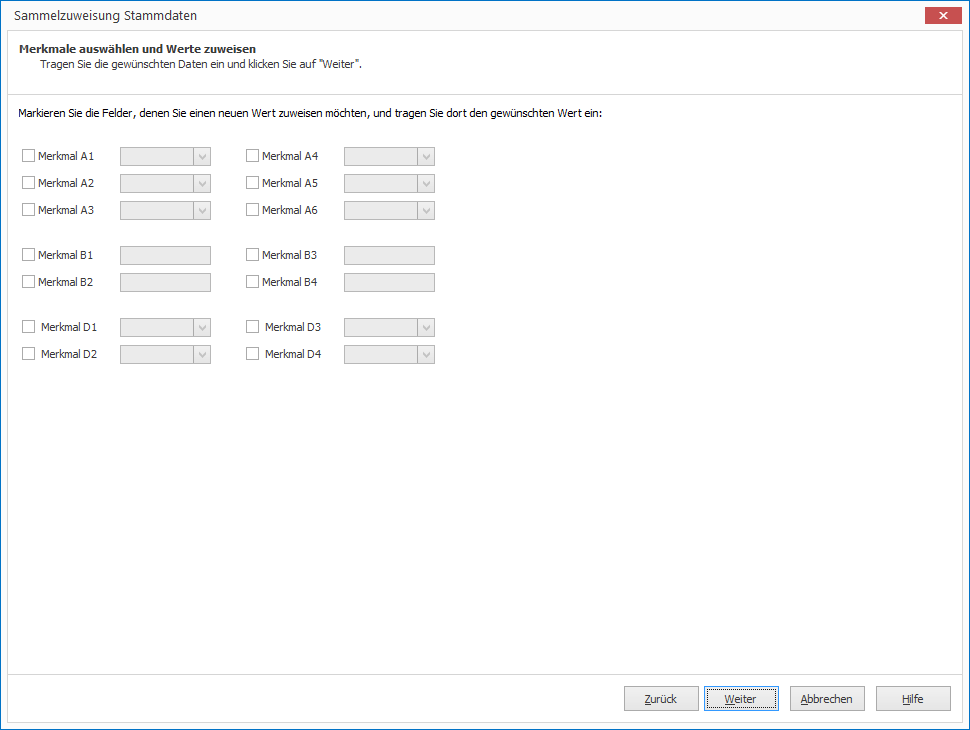 Sammelzuweisung Stammdaten
Merkmale auswählen und Werte zuweisen
Tragen Sie die gewünschten Daten ein und klicken Sie auf "Weiter".
Markieren Sie die Felder, denen Sie einen neuen Wert zuweisen möchten, und tragen Sie dort den gewünschten Wert ein:
Merkmal A1 Merkmal A4
Merkmal A2 Merkmal A5
Merkmal A3 Merkmal A6
Merkmal B1 Merkmal B3
Merkmal B2 Merkmal B4
Merkmal D1 Merkmal D3
Merkmal D2 Merkmal D4
Zurück Weiter Abbrechen Hilfe